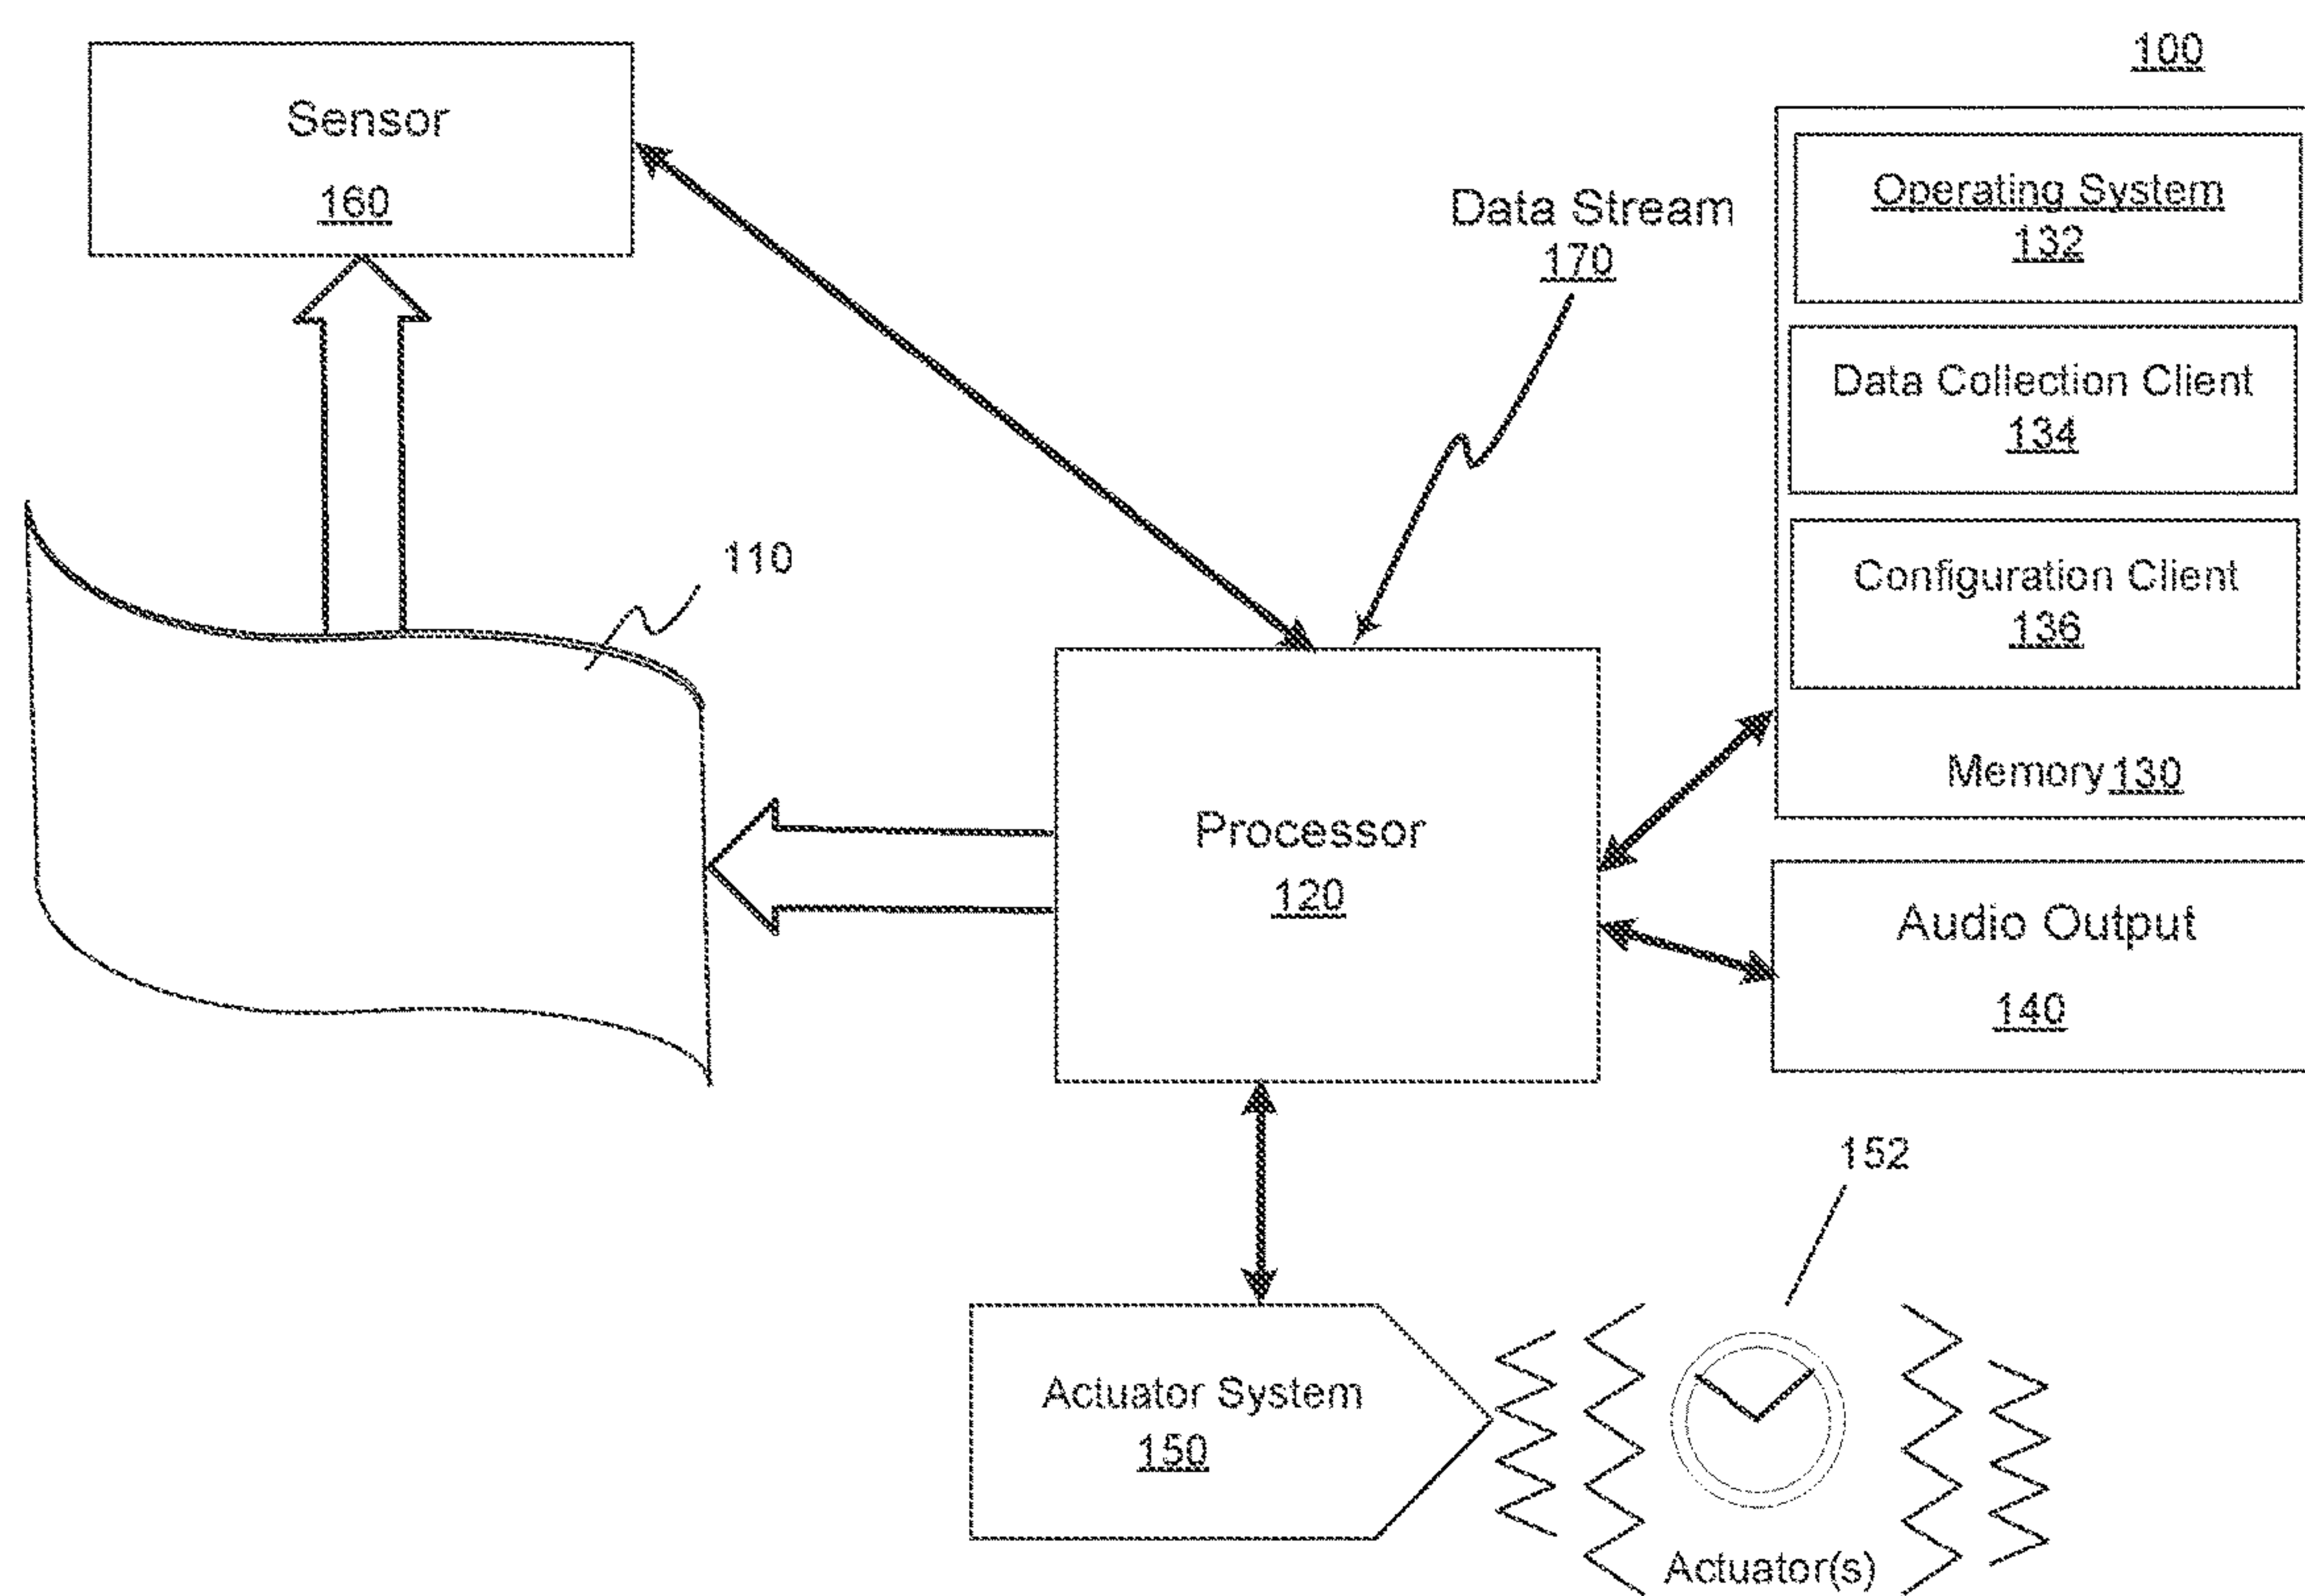 100
Sensor
160
Data Stream
170
Operating System
132
Data Collection Client
134
Configuration Client
136
Memory 130
110
Processor
120
Audio Output
140
152
Actuator System
150
Actuator(s)